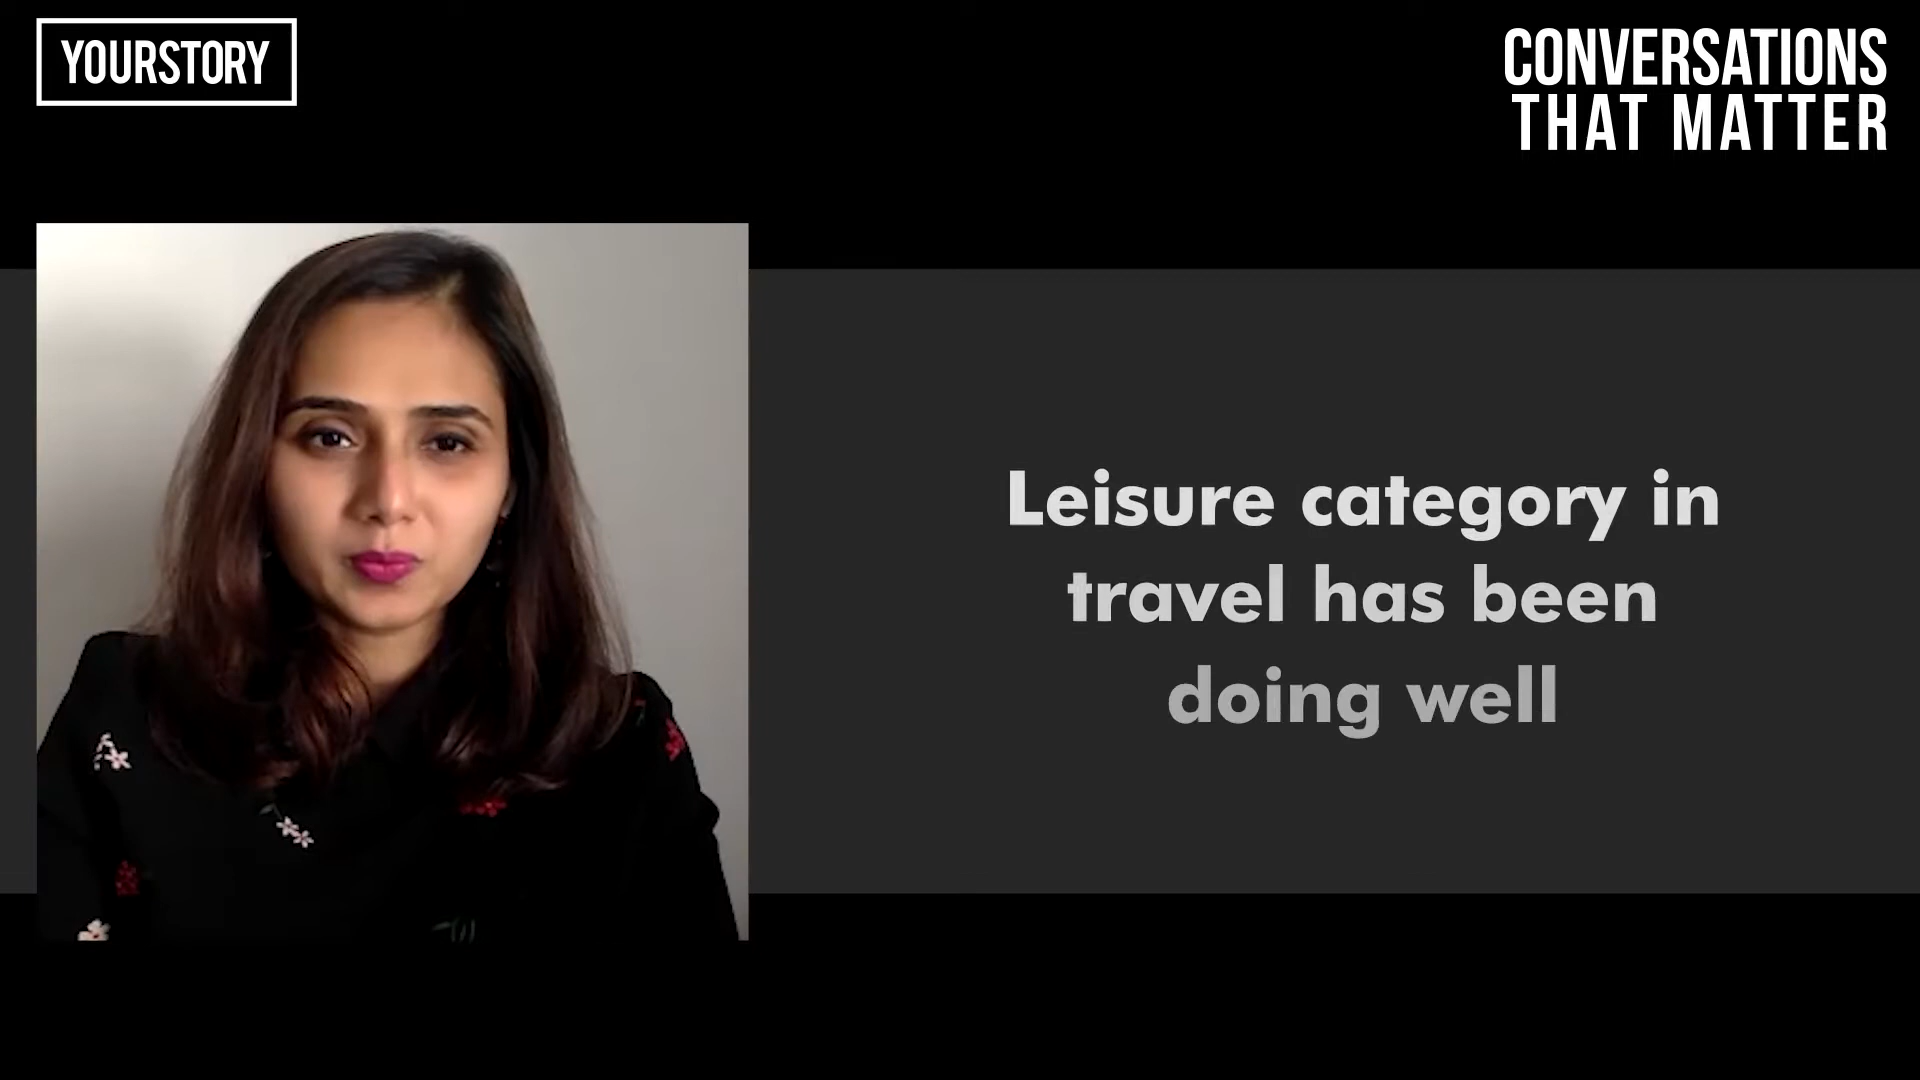 YOURSTORY
CONVERSATIONS
THAT MATTER
Leisure category in
travel has been
doing well